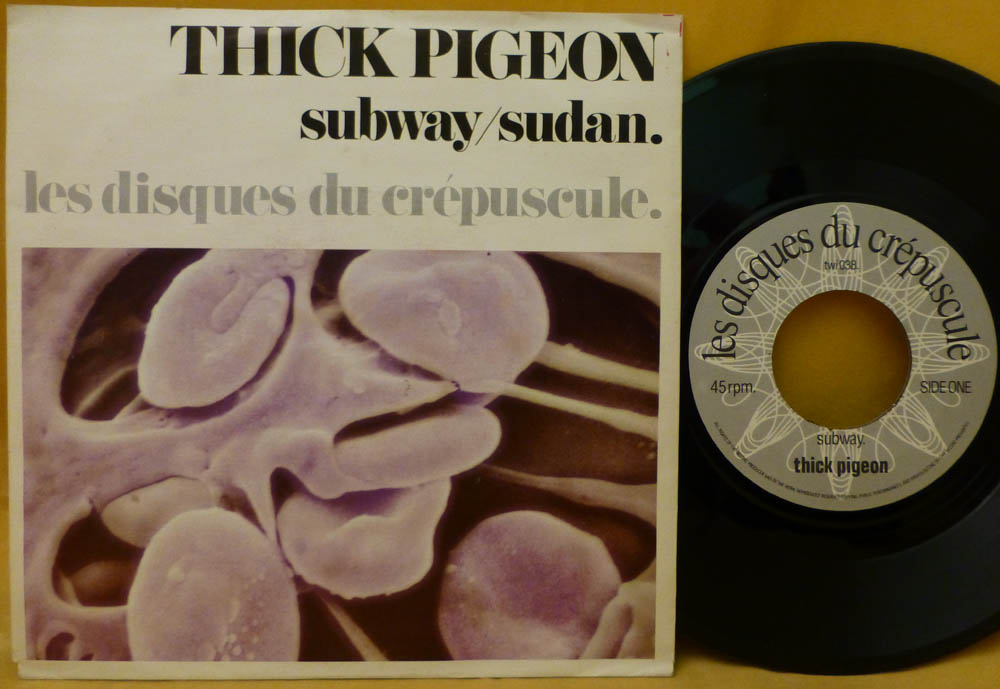 THICK PIGEON
subway/sudan.
les disques du crépuscule.
les disques du crépuscule
twi 038.
45 rpm.
SIDE ONE
subway.
thick pigeon